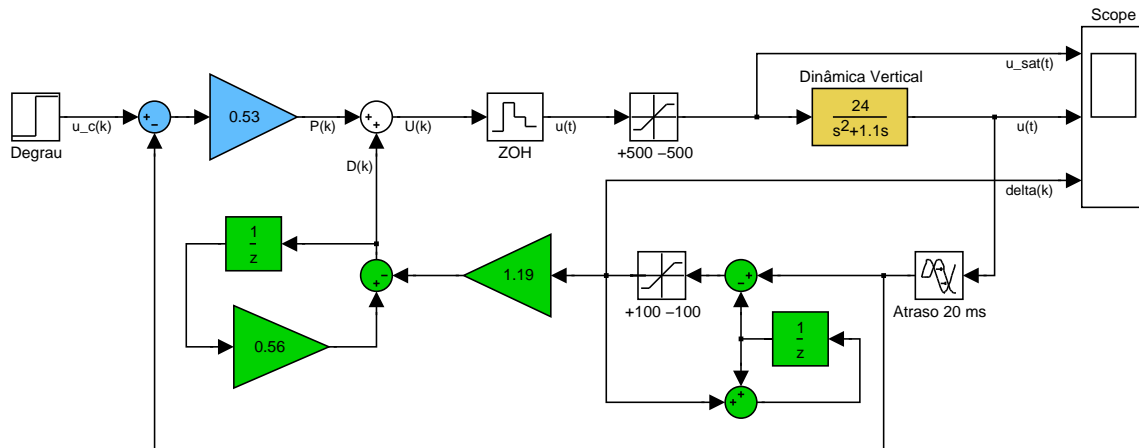 Scope
u_sat(t)
Dinâmica Vertical
24
s²+1.1s
0.53
u_c(k)
+
−
P(k)
+
+
U(k)
u(t)
u(t)
Degrau
ZOH
+500 −500
D(k)
delta(k)
1
z
−
+
1.19
+
−
+100 −100
Atraso 20 ms
0.56
1
z
+
+